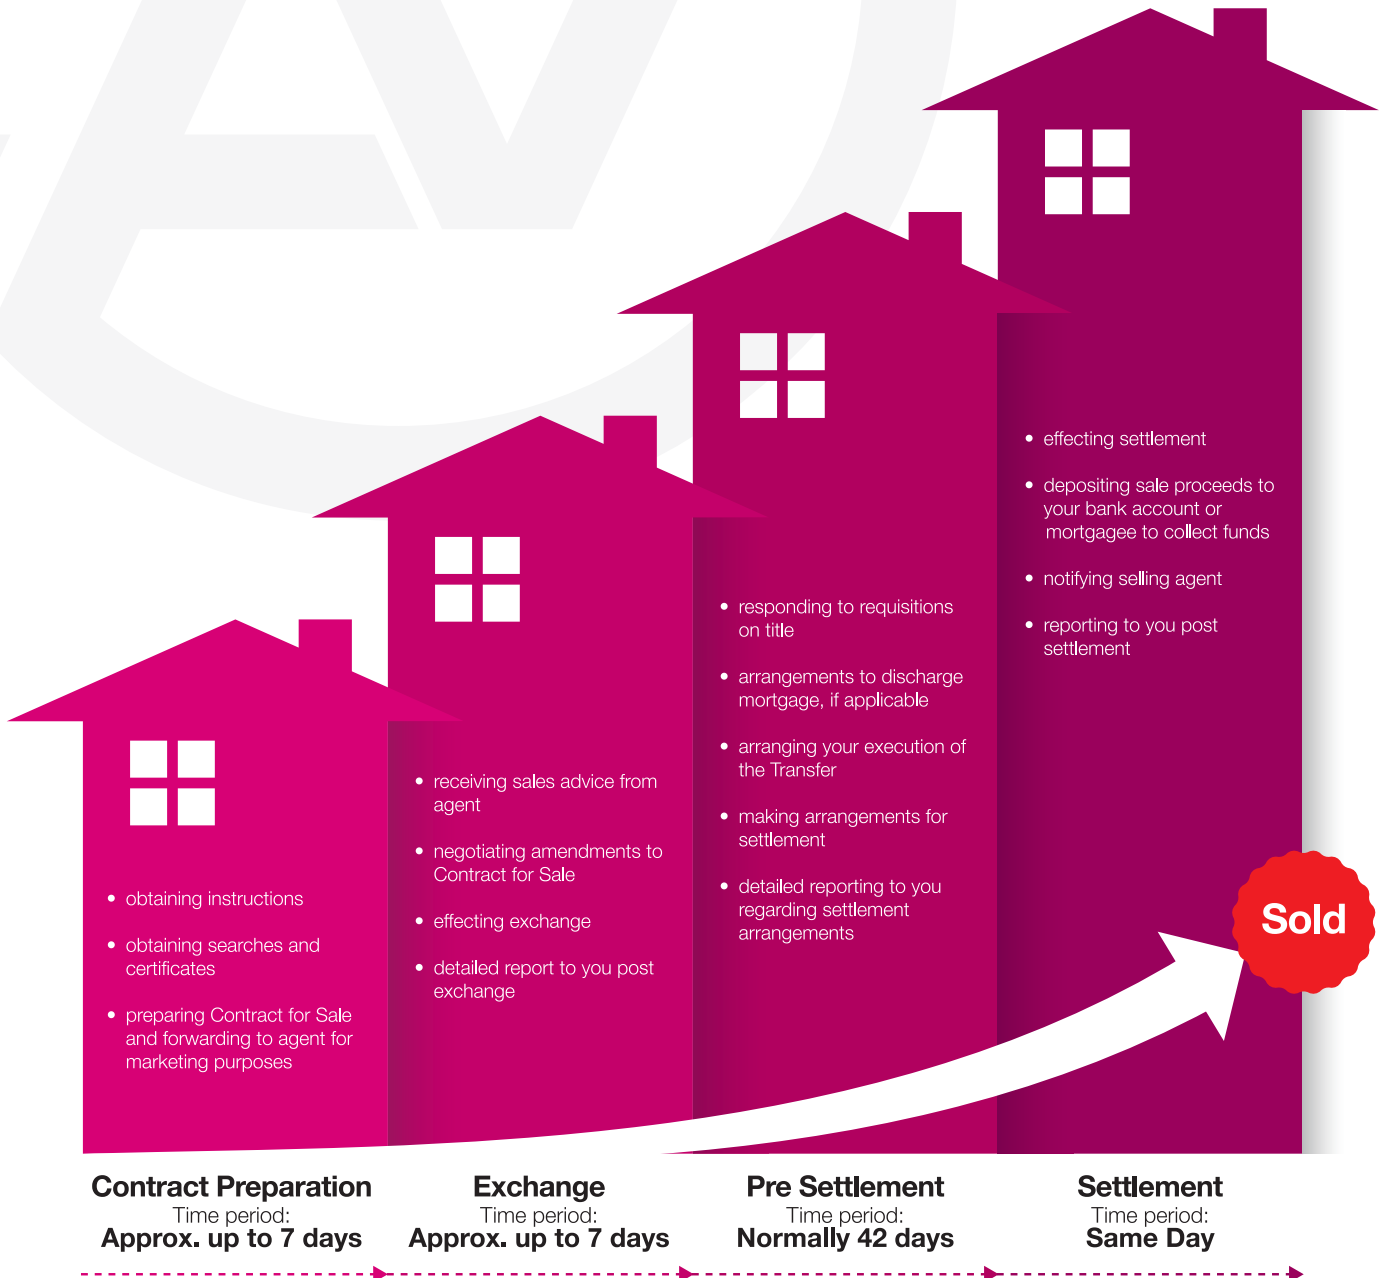 • obtaining instructions
• obtaining searches and
certificates
• preparing Contract for Sale
and forwarding to agent for
marketing purposes
• receiving sales advice from
agent
• negotiating amendments to
Contract for Sale
• effecting exchange
• detailed report to you post
exchange
• responding to requisitions
on title
• arrangements to discharge
mortgage, if applicable
• arranging your execution of
the Transfer
• making arrangements for
settlement
• detailed reporting to you
regarding settlement
arrangements
• effecting settlement
• depositing sale proceeds to
your bank account or
mortgagee to collect funds
• notifying selling agent
• reporting to you post
settlement
Sold
Contract Preparation
Time period:
Approx. up to 7 days
Exchange
Time period:
Approx. up to 7 days
Pre Settlement
Time period:
Normally 42 days
Settlement
Time period:
Same Day